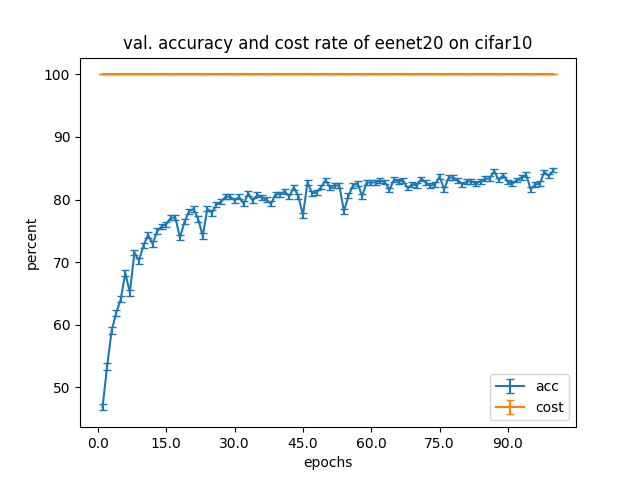 val. accuracy and cost rate of eenet20 on cifar10
percent
100
90
80
70
60
50
0.0 15.0 30.0 45.0 60.0 75.0 90.0
epochs
acc
cost